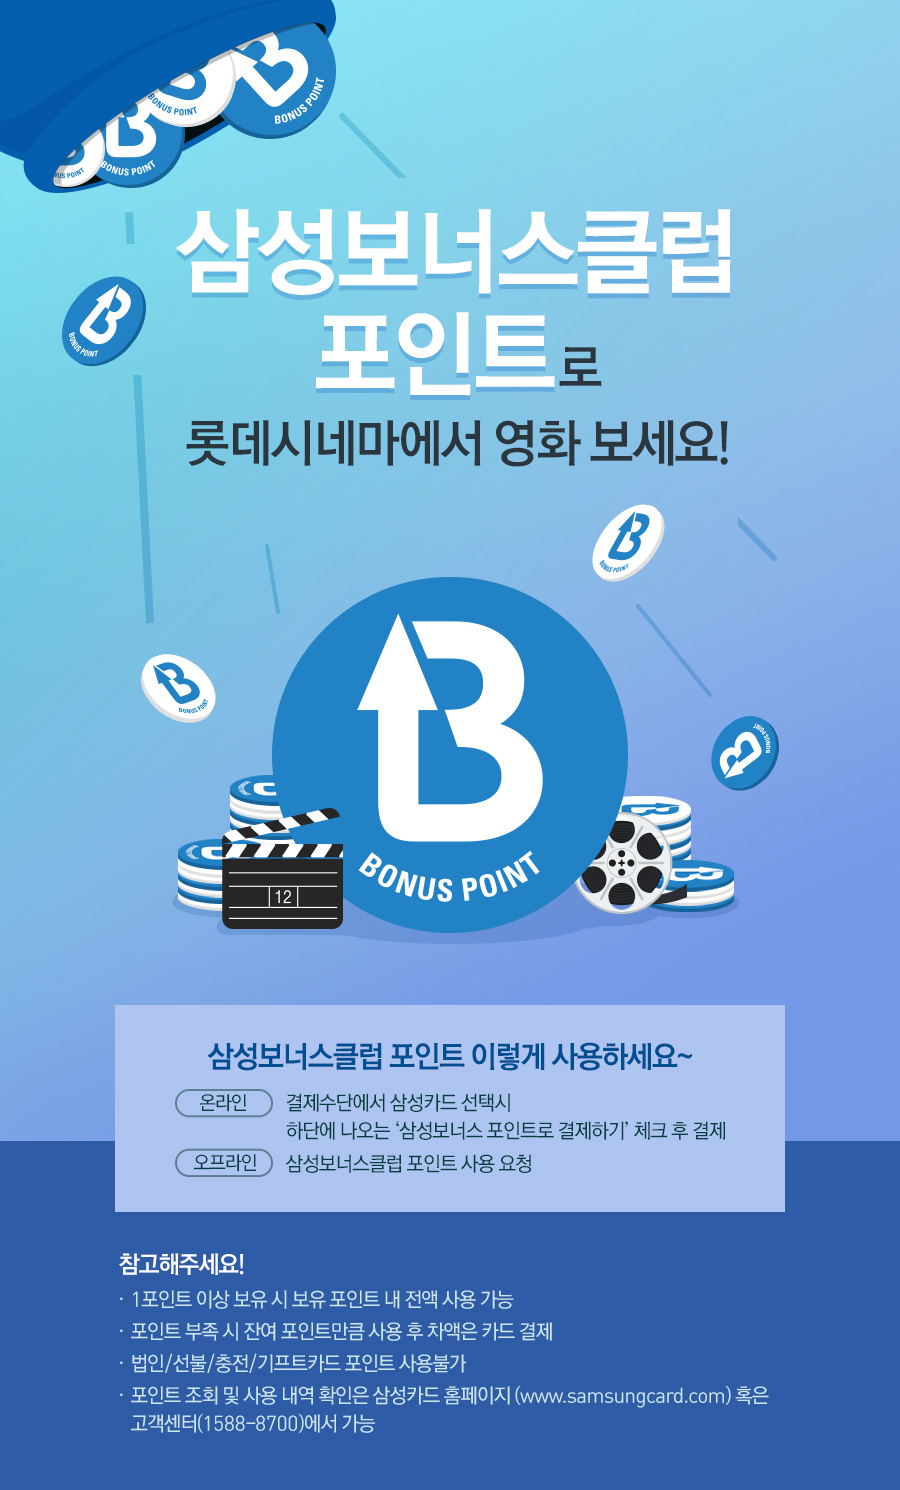 BONUS POINT
BONUS POINT
BONUS POINT
US POINT
삼성보너스클럽
포인트로
롯데시네마에서 영화 보세요!
BONUS POINT
BONUS POINT
BONUS POINT
BONUS POINT
BONUS POINT
12
삼성보너스클럽 포인트 이렇게 사용하세요~
온라인 결제수단에서 삼성카드 선택시
하단에 나오는 ‘삼성보너스 포인트로 결제하기’ 체크 후 결제
오프라인 삼성보너스클럽 포인트 사용 요청
참고해주세요!
· 1포인트 이상 보유 시 보유 포인트 내 전액 사용 가능
· 포인트 부족 시 잔여 포인트만큼 사용 후 차액은 카드 결제
· 법인/선불/충전/기프트카드 포인트 사용불가
· 포인트 조회 및 사용 내역 확인은 삼성카드 홈페이지 (www.samsungcard.com) 혹은
고객센터(1588-8700)에서 가능